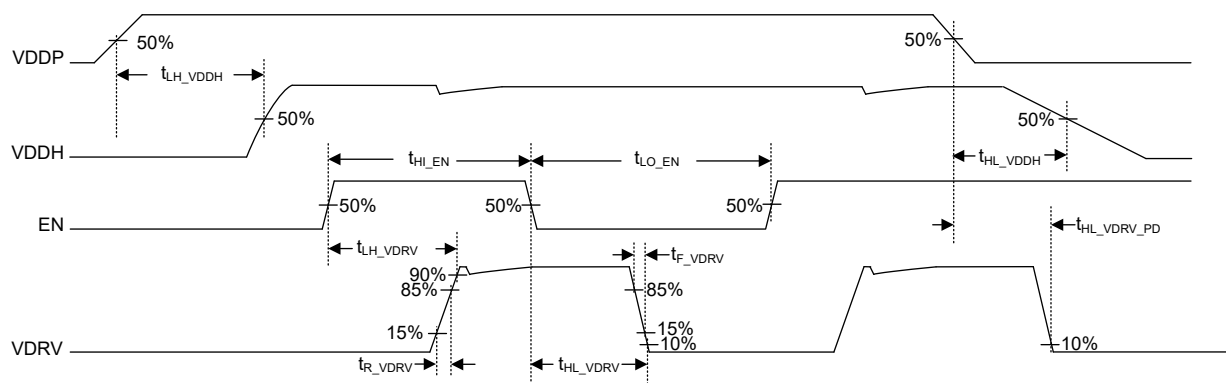 VDDP
50%
50%
tLH_VDDH
VDDH
50%
50%
tHI_EN
tLO_EN
tHL_VDDH
EN
50%
50%
50%
tLH_VDRV
tF_VDRV
tHL_VDRV_PD
VDRV
90%
85%
15%
85%
15%
10%
10%
tR_VDRV
tHL_VDRV